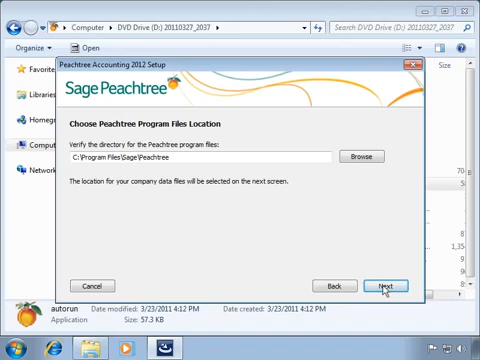 Computer ▸ DVD Drive (D:) 20110327_2037 ▸
Search DVD Drive (D:) 20110327_2037
Organize ▾
Open
Size
Peachtree Accounting 2012 Setup
Sage Peachtree
Choose Peachtree Program Files Location
Verify the directory for the Peachtree program files:
C:\Program Files\Sage\Peachtree
Browse
The location for your company data files will be selected on the next screen.
Cancel
Back
Next
Favorite
Libraries
Homegr
Comput
Network
autorun
Date modified: 3/23/2011 4:12 PM
Date created: 3/23/2011 4:12 PM
Application
Size: 57.3 KB